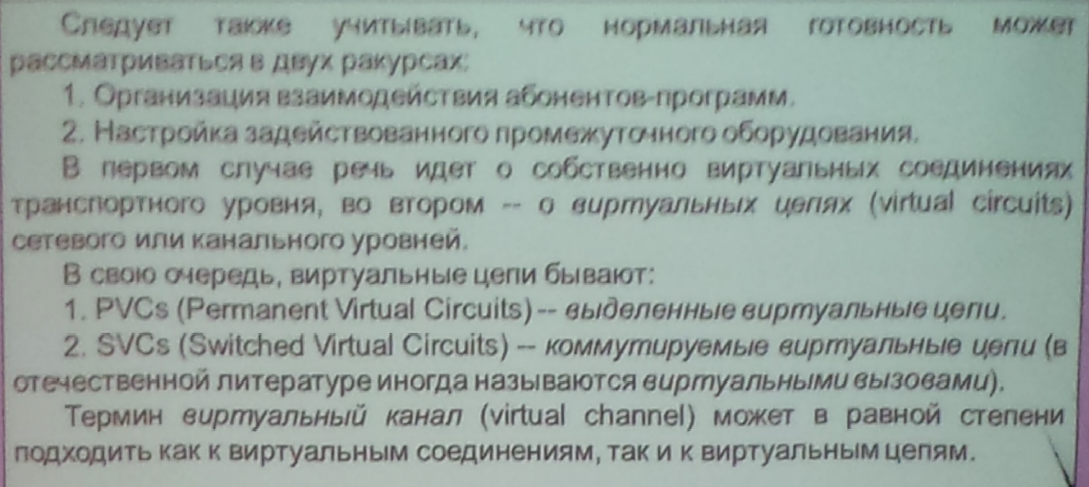 Следует также учитывать, что нормальная готовность может
рассматриваться в двух ракурсах:
1. Организация взаимодействия абонентов-программ.
2. Настройка задействованного промежуточного оборудования.
В первом случае речь идет о собственно виртуальных соединениях
транспортного уровня, во втором -- о виртуальных цепях (virtual circuits)
сетевого или канального уровней.
В свою очередь, виртуальные цепи бывают:
1. PVCs (Permanent Virtual Circuits) -- выделенные виртуальные цепи.
2. SVCs (Switched Virtual Circuits) -- коммутируемые виртуальные цепи (в
отечественной литературе иногда называются виртуальными вызовами).
Термин виртуальный канал (virtual channel) может в равной степени
подходить как к виртуальным соединениям, так и к виртуальным цепям.